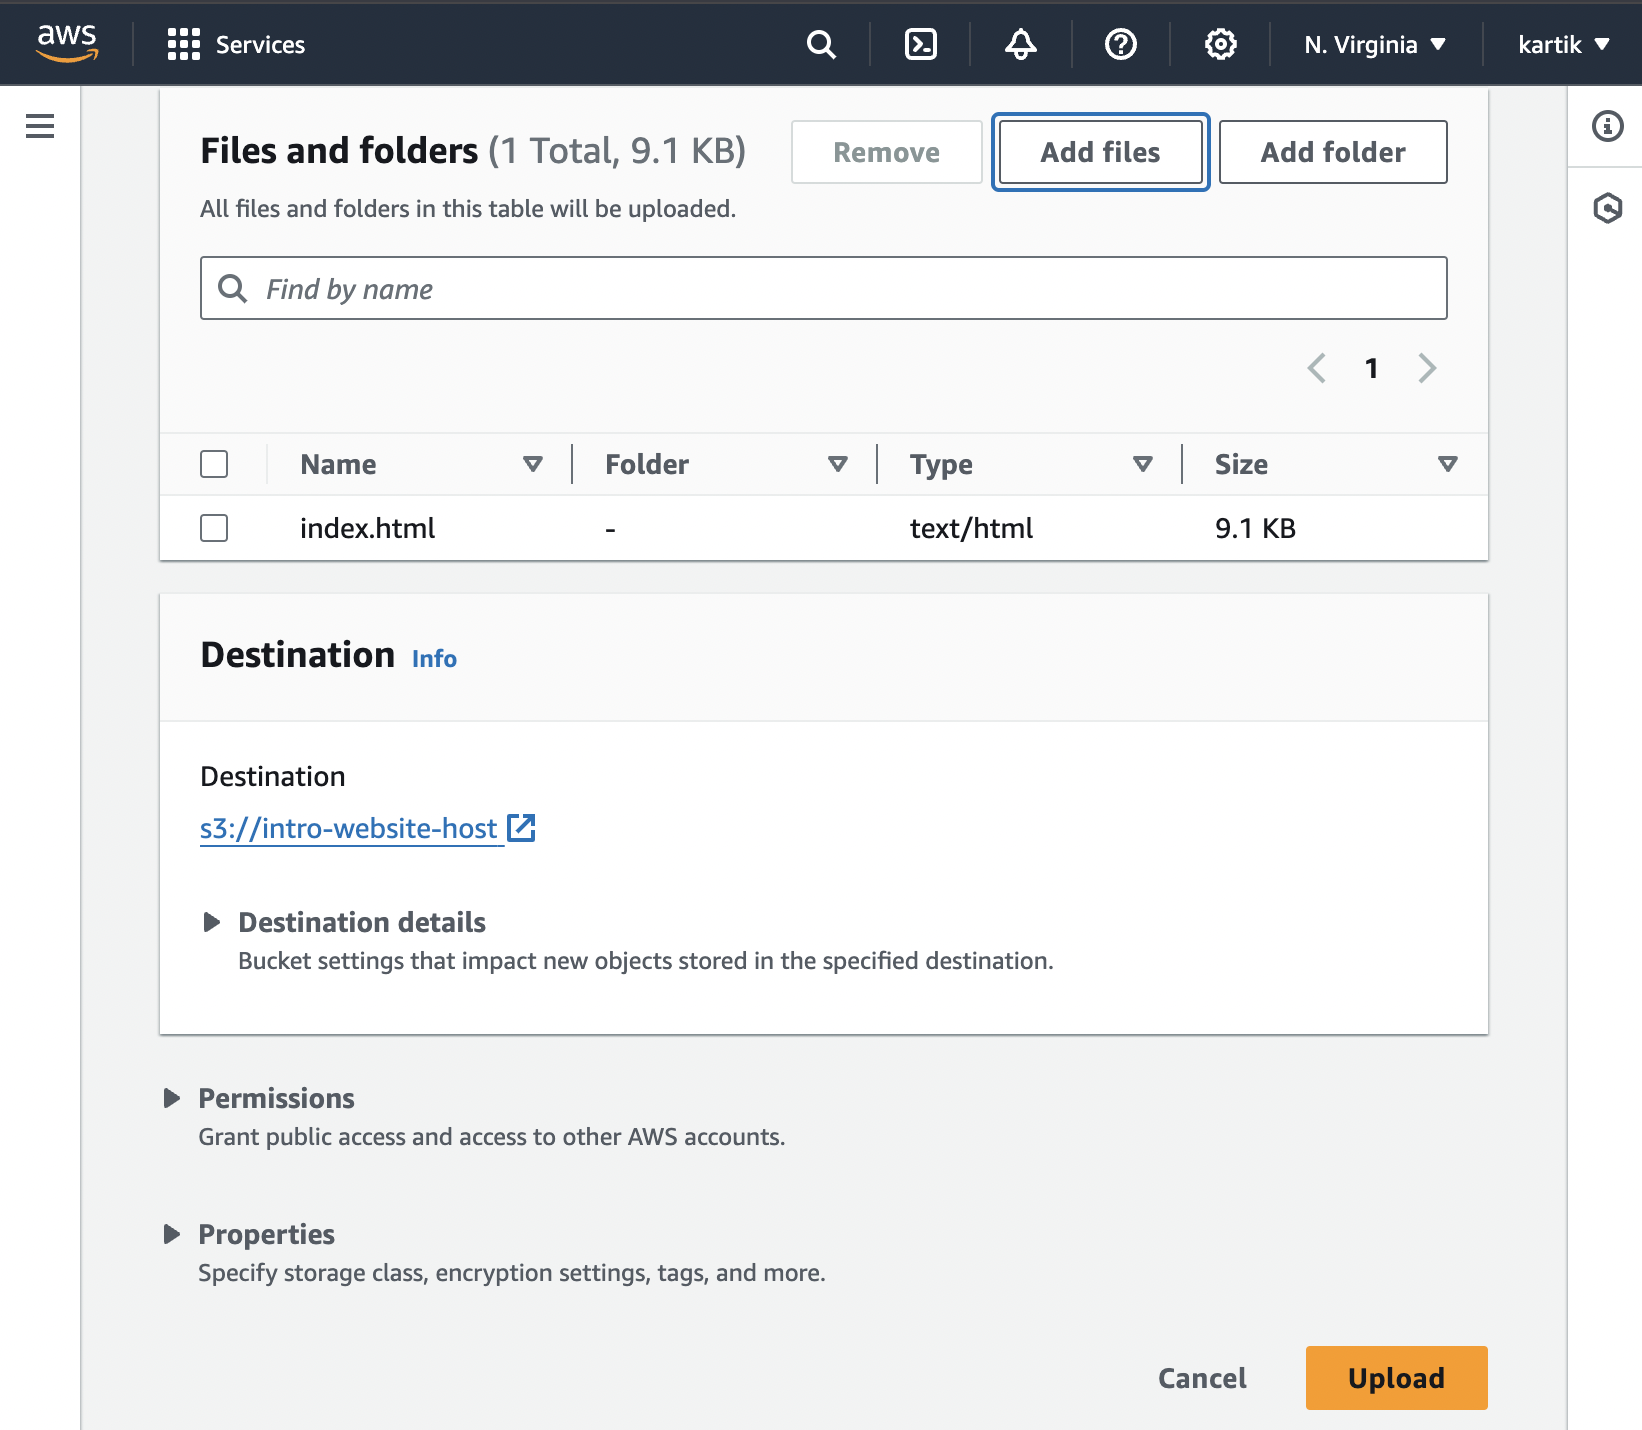 aws Services N. Virginia kartik
Files and folders (1 Total, 9.1 KB) Remove Add files Add folder
All files and folders in this table will be uploaded.
Find by name
1
Name Folder Type Size
index.html - text/html 9.1 KB
Destination Info
Destination
s3://intro-website-host
Destination details
Bucket settings that impact new objects stored in the specified destination.
Permissions
Grant public access and access to other AWS accounts.
Properties
Specify storage class, encryption settings, tags, and more.
Cancel Upload